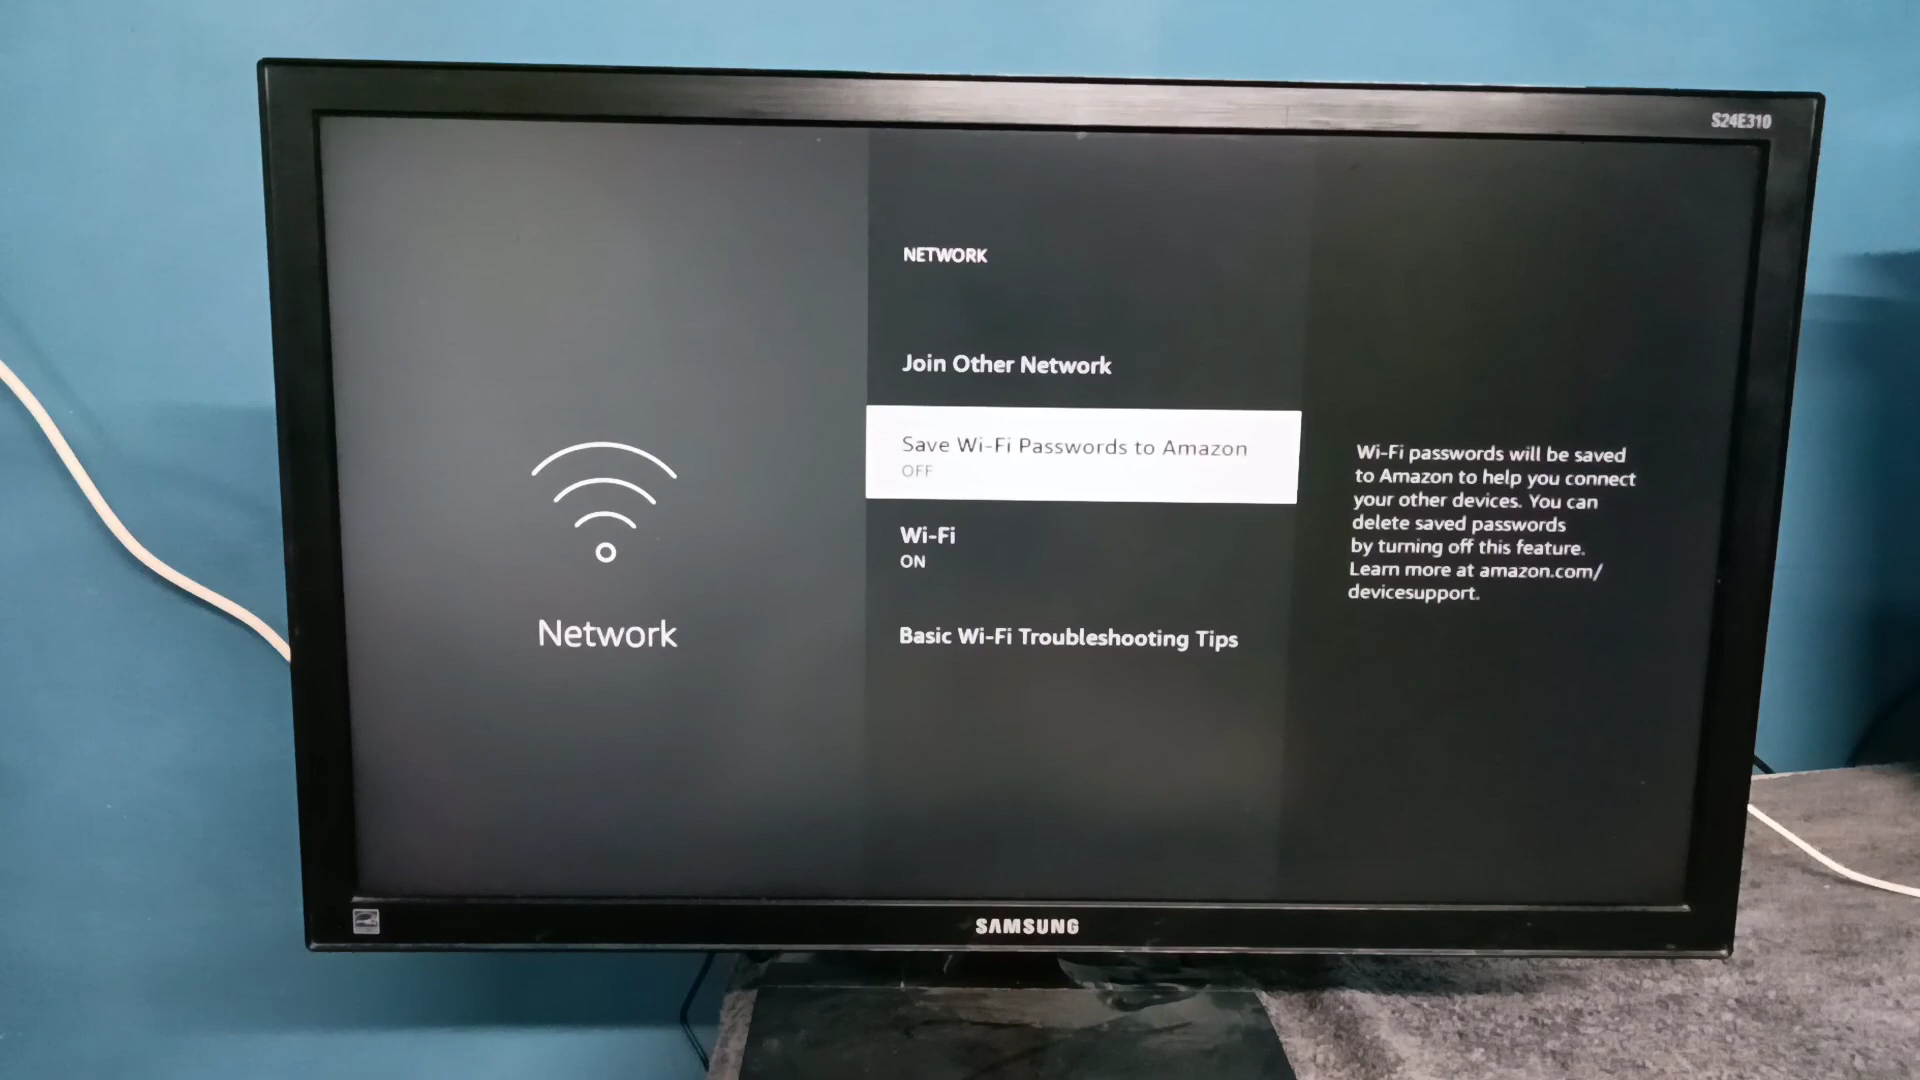 S24E310
NETWORK
Join Other Network
Save Wi-Fi Passwords to Amazon
OFF
Wi-Fi
ON
Basic Wi-Fi Troubleshooting Tips
Network
Wi-Fi passwords will be saved
to Amazon to help you connect
your other devices. You can
delete saved passwords
by turning off this feature.
Learn more at amazon.com/
devicesupport.
SAMSUNG